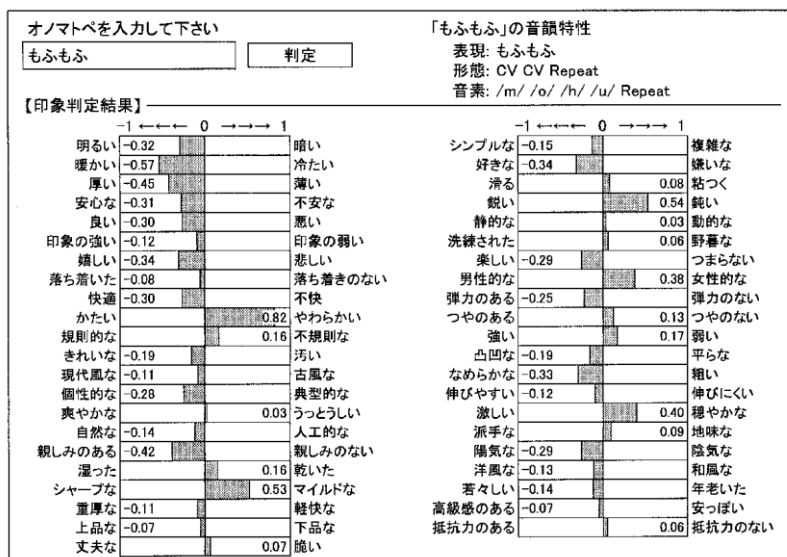 オノマトペを入力して下さい
もふもふ 判定
「もふもふ」の音韻特性
表現: もふもふ
形態: CV CV Repeat
音素: /m/ /o/ /h/ /u/ Repeat
【印象判定結果】
-1 ←←←← 0 →→→→ 1
明るい -0.32 暗い
暖かい -0.57 冷たい
厚い -0.45 薄い
安心な -0.31 不安な
良い -0.30 悪い
印象の強い -0.12 印象の弱い
嬉しい -0.34 悲しい
落ち着いた -0.08 落ち着きのない
快適 -0.30 不快
かたい 0.82 やわらかい
規則的な 0.16 不規則な
きれいな -0.19 汚い
現代風な -0.11 古風な
個性的な -0.28 典型的な
爽やかな 0.03 うっとうしい
自然な -0.14 人工的な
親しみのある -0.42 親しみのない
湿った 0.16 乾いた
シャープな 0.53 マイルドな
重厚な -0.11 軽快な
上品な -0.07 下品な
丈夫な 0.07 脆い
-1 ←←←← 0 →→→→ 1
シンプルな -0.15 複雑な
好きな -0.34 嫌いな
滑る 0.08 粘つく
鋭い 0.54 鈍い
静的な 0.03 動的な
洗練された 0.06 野暮な
楽しい -0.29 つまらない
男性的な 0.38 女性的な
弾力のある -0.25 弾力のない
つやのある 0.13 つやのない
強い 0.17 弱い
凸凹な -0.19 平らな
なめらかな -0.33 粗い
伸びやすい -0.12 伸びにくい
激しい 0.40 穏やかな
派手な 0.09 地味な
陽気な -0.29 陰気な
洋風な -0.13 和風な
若々しい -0.14 年老いた
高級感のある -0.07 安っぽい
抵抗力のある 0.06 抵抗力のない